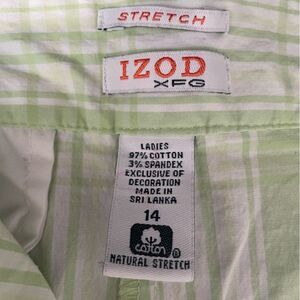 STRETCH
IZOD
XFG
LADIES
97% COTTON
3% SPANDEX
EXCLUSIVE OF
DECORATION
MADE IN
SRI LANKA
14
cotton ®
NATURAL STRETCH